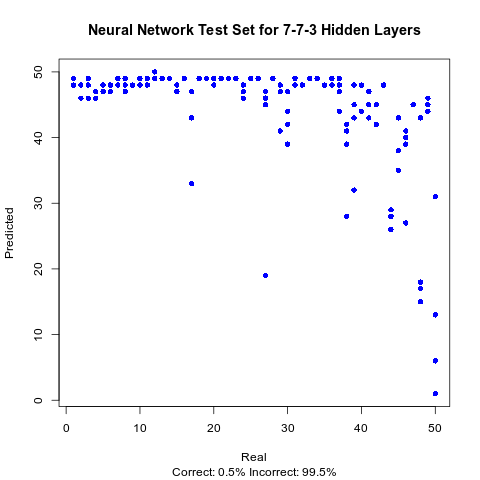 Neural Network Test Set for 7-7-3 Hidden Layers
Predicted
50
40
30
20
10
0
0 10 20 30 40 50
Real
Correct: 0.5% Incorrect: 99.5%